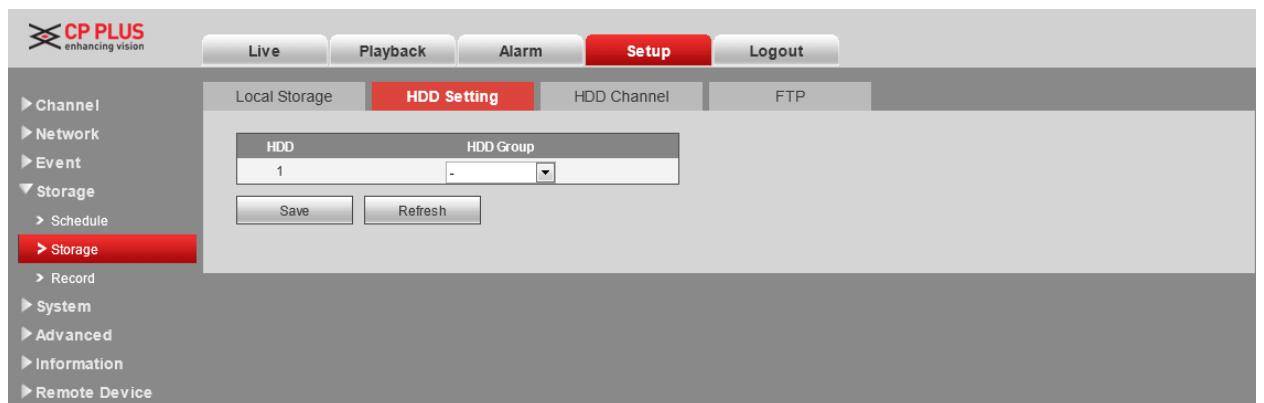 CP PLUS
enhancing vision
Live Playback Alarm Setup Logout
Local Storage HDD Setting HDD Channel FTP
Channel
Network
Event
Storage
Schedule
Storage
Record
System
Advanced
Information
Remote Device
HDD HDD Group
1 -
Save Refresh